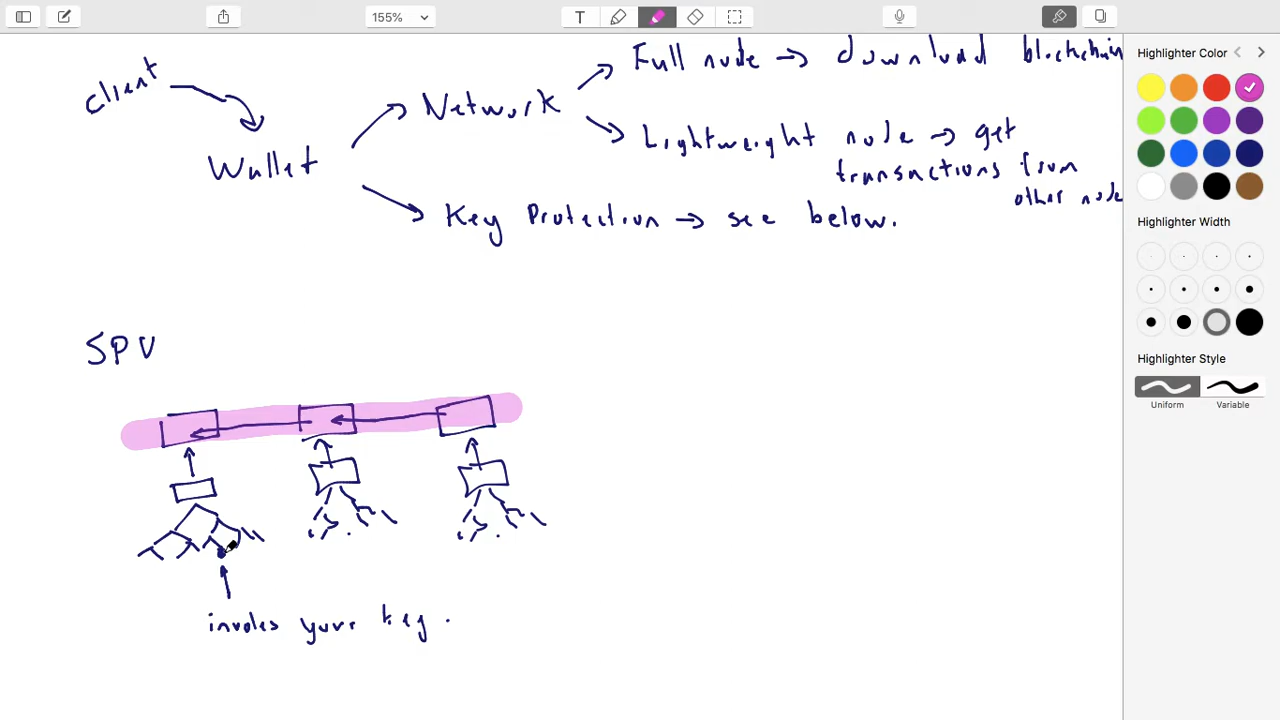 155%
T
Highlighter Color
Full node → download blockchain
client
Network
Lightweight node → get
transactions from
other node
Wallet
Key Protection → see below.
Highlighter Width
SPV
Highlighter Style
Uniform
Variable
involes your key.